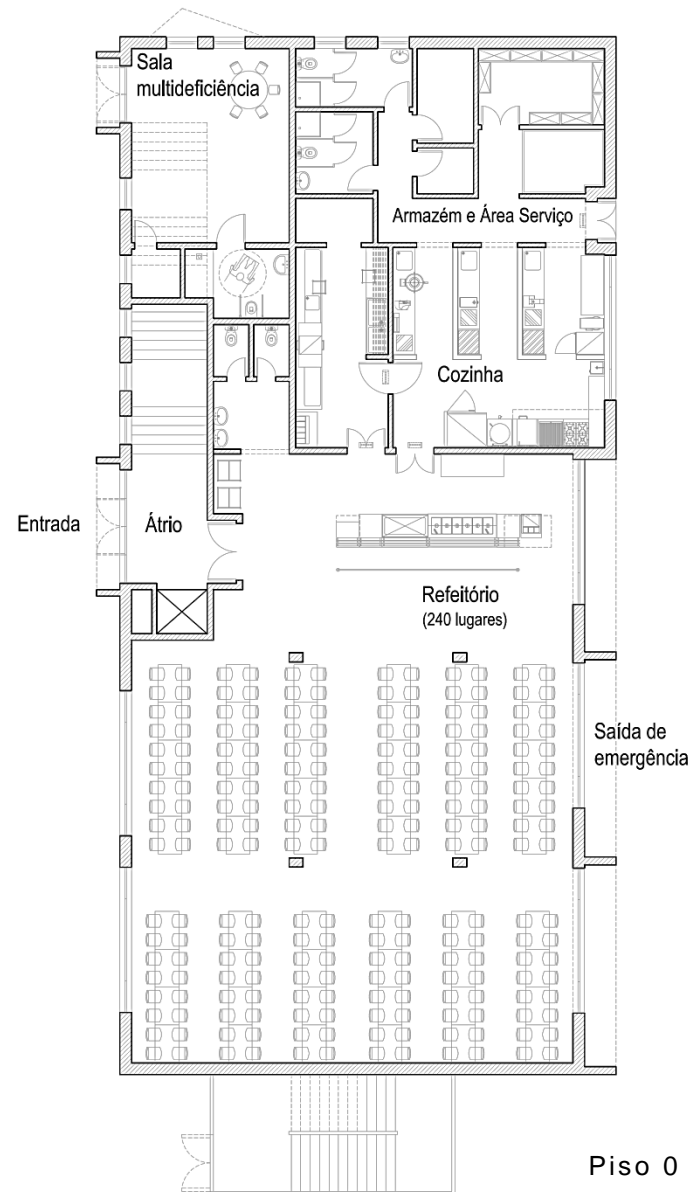 Sala
multideficiência
Armazém e Área Serviço
Cozinha
Entrada
Átrio
Refeitório
(240 lugares)
Saída de
emergência
Piso 0